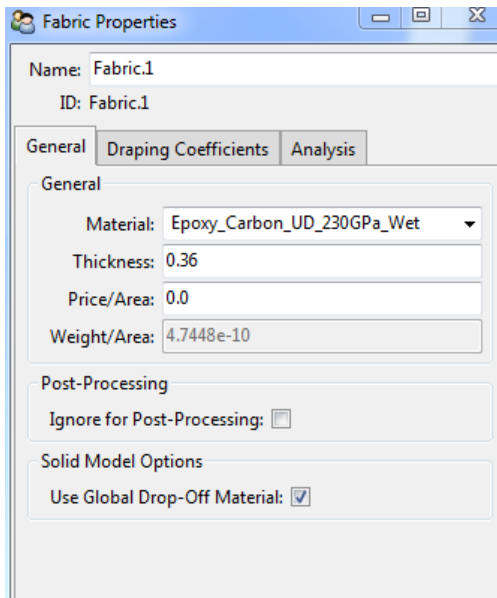 Fabric Properties
Name: Fabric.1
ID: Fabric.1
General Draping Coefficients Analysis
General
Material: Epoxy_Carbon_UD_230GPa_Wet
Thickness: 0.36
Price/Area: 0.0
Weight/Area: 4.7448e-10
Post-Processing
Ignore for Post-Processing:
Solid Model Options
Use Global Drop-Off Material: